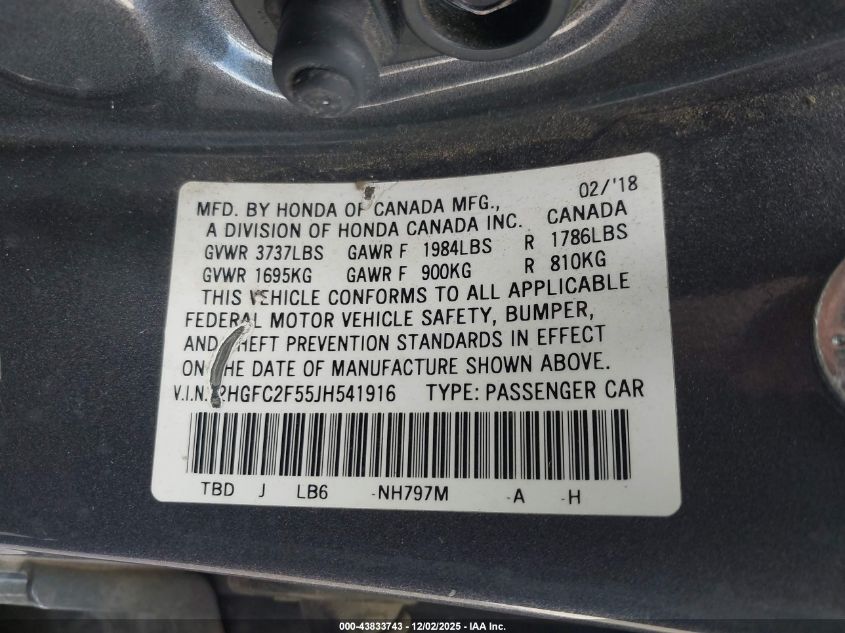 02/'18
MFD. BY HONDA OF CANADA MFG.,
A DIVISION OF HONDA CANADA INC. CANADA
GVWR 3737LBS GAWR F 1984LBS R 1786LBS
GVWR 1695KG GAWR F 900KG R 810KG
THIS VEHICLE CONFORMS TO ALL APPLICABLE
FEDERAL MOTOR VEHICLE SAFETY, BUMPER,
AND THEFT PREVENTION STANDARDS IN EFFECT
ON THE DATE OF MANUFACTURE SHOWN ABOVE.
V.I.N. 2HGFC2F55JH541916 TYPE: PASSENGER CAR
TBD J LB6 -NH797M -A -H
000-43833743 - 12/02/2025 - IAA Inc.